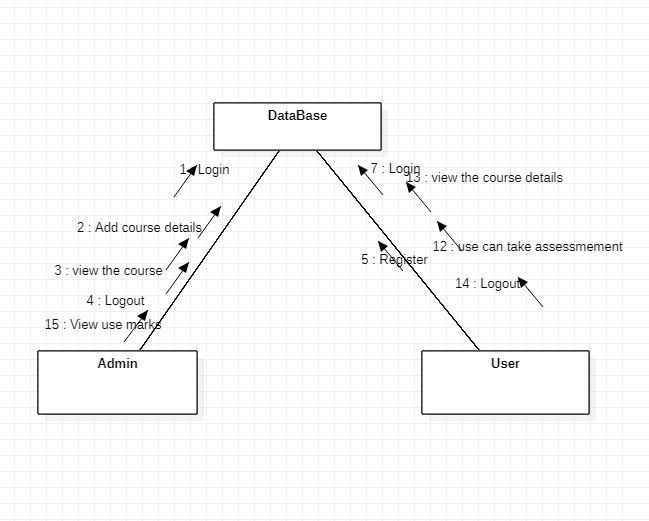 DataBase
1 : Login
7 : Login
13 : view the course details
2 : Add course details
12 : use can take assessmement
5 : Register
3 : view the course
14 : Logout
4 : Logout
15 : View use marks
Admin
User